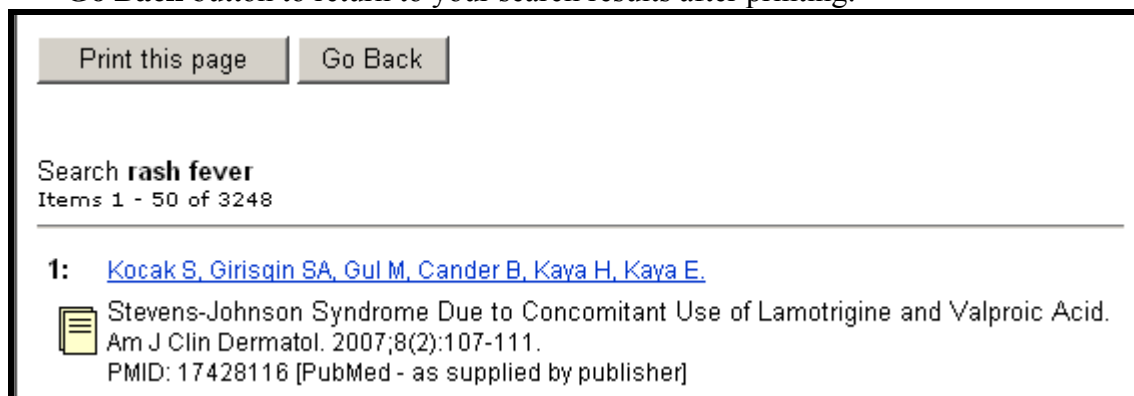 Go Back button to return to your search results after printing.
Print this page
Go Back
Search rash fever
Items 1 - 50 of 3248
1: Kocak S, Girisgin SA, Gul M, Cander B, Kaya H, Kaya E.
Stevens-Johnson Syndrome Due to Concomitant Use of Lamotrigine and Valproic Acid.
Am J Clin Dermatol. 2007;8(2):107-111.
PMID: 17428116 [PubMed - as supplied by publisher]